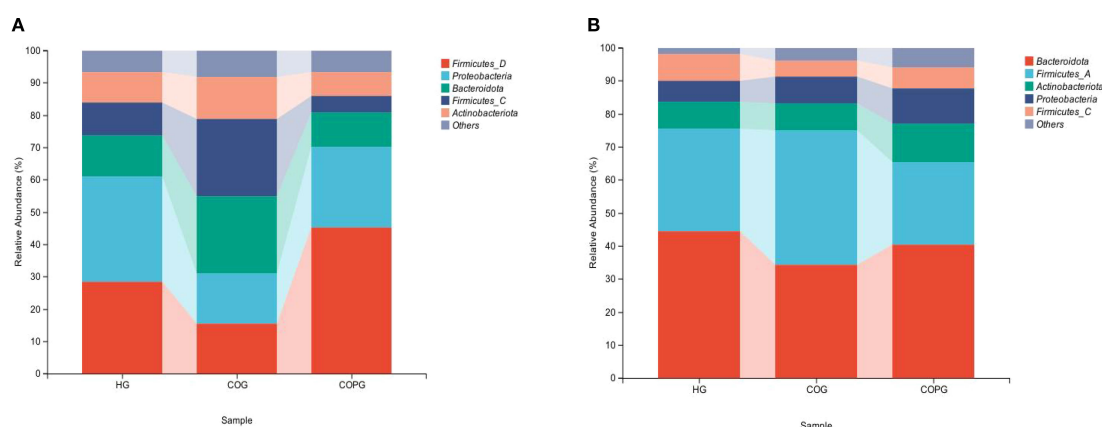 A
Relative Abundance (%)
100
90
80
70
60
50
40
30
20
10
0
HG
COG
COPG
Sample
Firmicutes_D
Proteobacteria
Bacteroidota
Firmicutes_C
Actinobacteriota
Others
B
Relative Abundance (%)
100
90
80
70
60
50
40
30
20
10
0
HG
COG
COPG
Sample
Bacteroidota
Firmicutes_A
Actinobacteriota
Proteobacteria
Firmicutes_C
Others